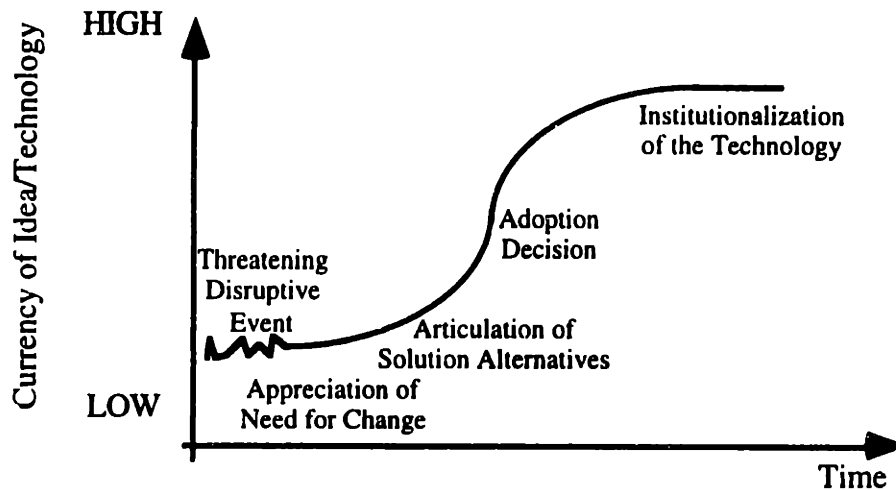 HIGH
Currency of Idea/Technology
Institutionalization
of the Technology
Adoption
Decision
Threatening
Disruptive
Event
Articulation of
Solution Alternatives
Appreciation of
Need for Change
LOW
Time